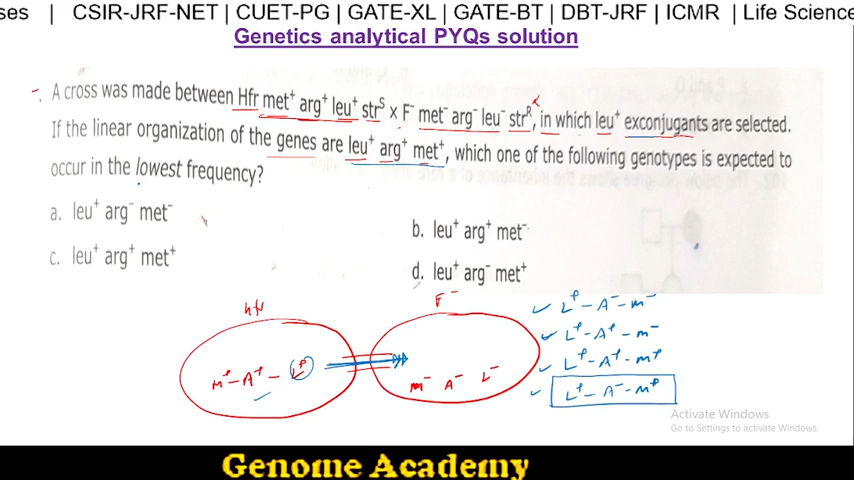 ses | CSIR-JRF-NET | CUET-PG | GATE-XL | GATE-BT | DBT-JRF | ICMR | Life Science
Genetics analytical PYQs solution
A cross was made between Hfr met⁺ arg⁺ leu⁺ strˢ x F⁻ met⁻ arg⁻ leu⁻ strᴿ, in which leu⁺ exconjugants are selected.
If the linear organization of the genes are leu⁺ arg⁺ met⁺, which one of the following genotypes is expected to
occur in the lowest frequency?
a. leu⁺ arg⁻ met⁻
b. leu⁺ arg⁺ met⁻
c. leu⁺ arg⁺ met⁺
d. leu⁺ arg⁻ met⁺
hfr
F⁻
M⁺ – A⁺ – L⁺
m⁻ A⁻ L⁻
L⁺ – A⁻ – m⁻
L⁺ – A⁺ – m⁻
L⁺ – A⁺ – M⁺
L⁺ – A⁻ – M⁺
Activate Windows
Go to Settings to activate Windows.
Genome Academy